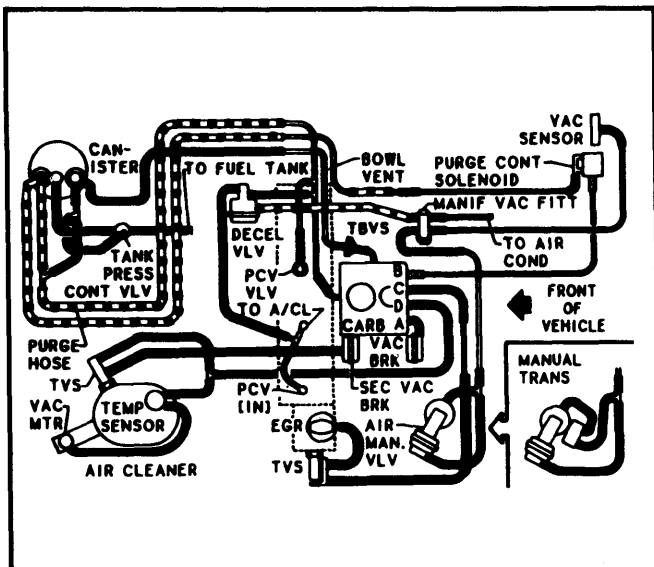 VAC
SENSOR
CAN-
ISTER
TO FUEL TANK
BOWL
VENT
PURGE CONT
SOLENOID
MANIF VAC FITT
DECEL
VLV
TBVS
TO AIR
COND
TANK
PRESS
CONT VLV
PCV
VLV
TO A/CL
B
C
D
CARB A
FRONT
OF
VEHICLE
PURGE
HOSE
VAC
BRK
MANUAL
TRANS
TVS
SEC VAC
BRK
PCV
[IN]
VAC
MTR
TEMP
SENSOR
EGR
AIR
MAN.
VLV
AIR CLEANER
TVS